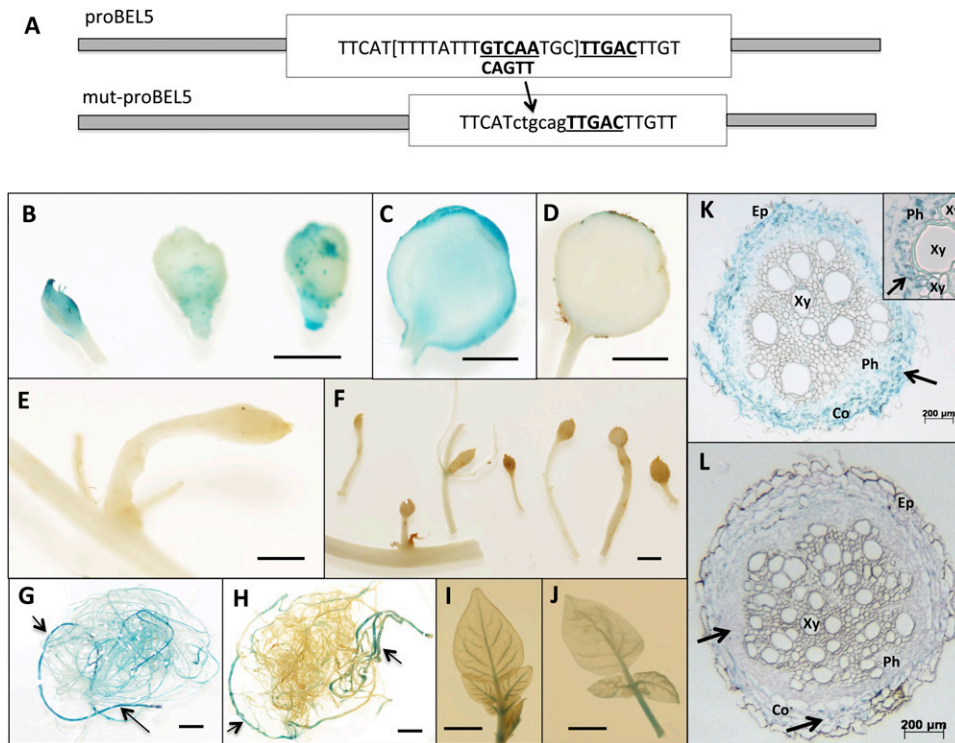 A
proBEL5
TTCAT[TTTTATTTGTCAATGC]TTGACTTGT
CAGTT
mut-proBEL5
TTCATctgcagTTGACTTGTT
B
C
D
K
Ep
Xy
Ph
Co
200 µm
Ph
Xy
Xy
Xy
E
F
L
Ep
Xy
Ph
Co
200 µm
G
H
I
J